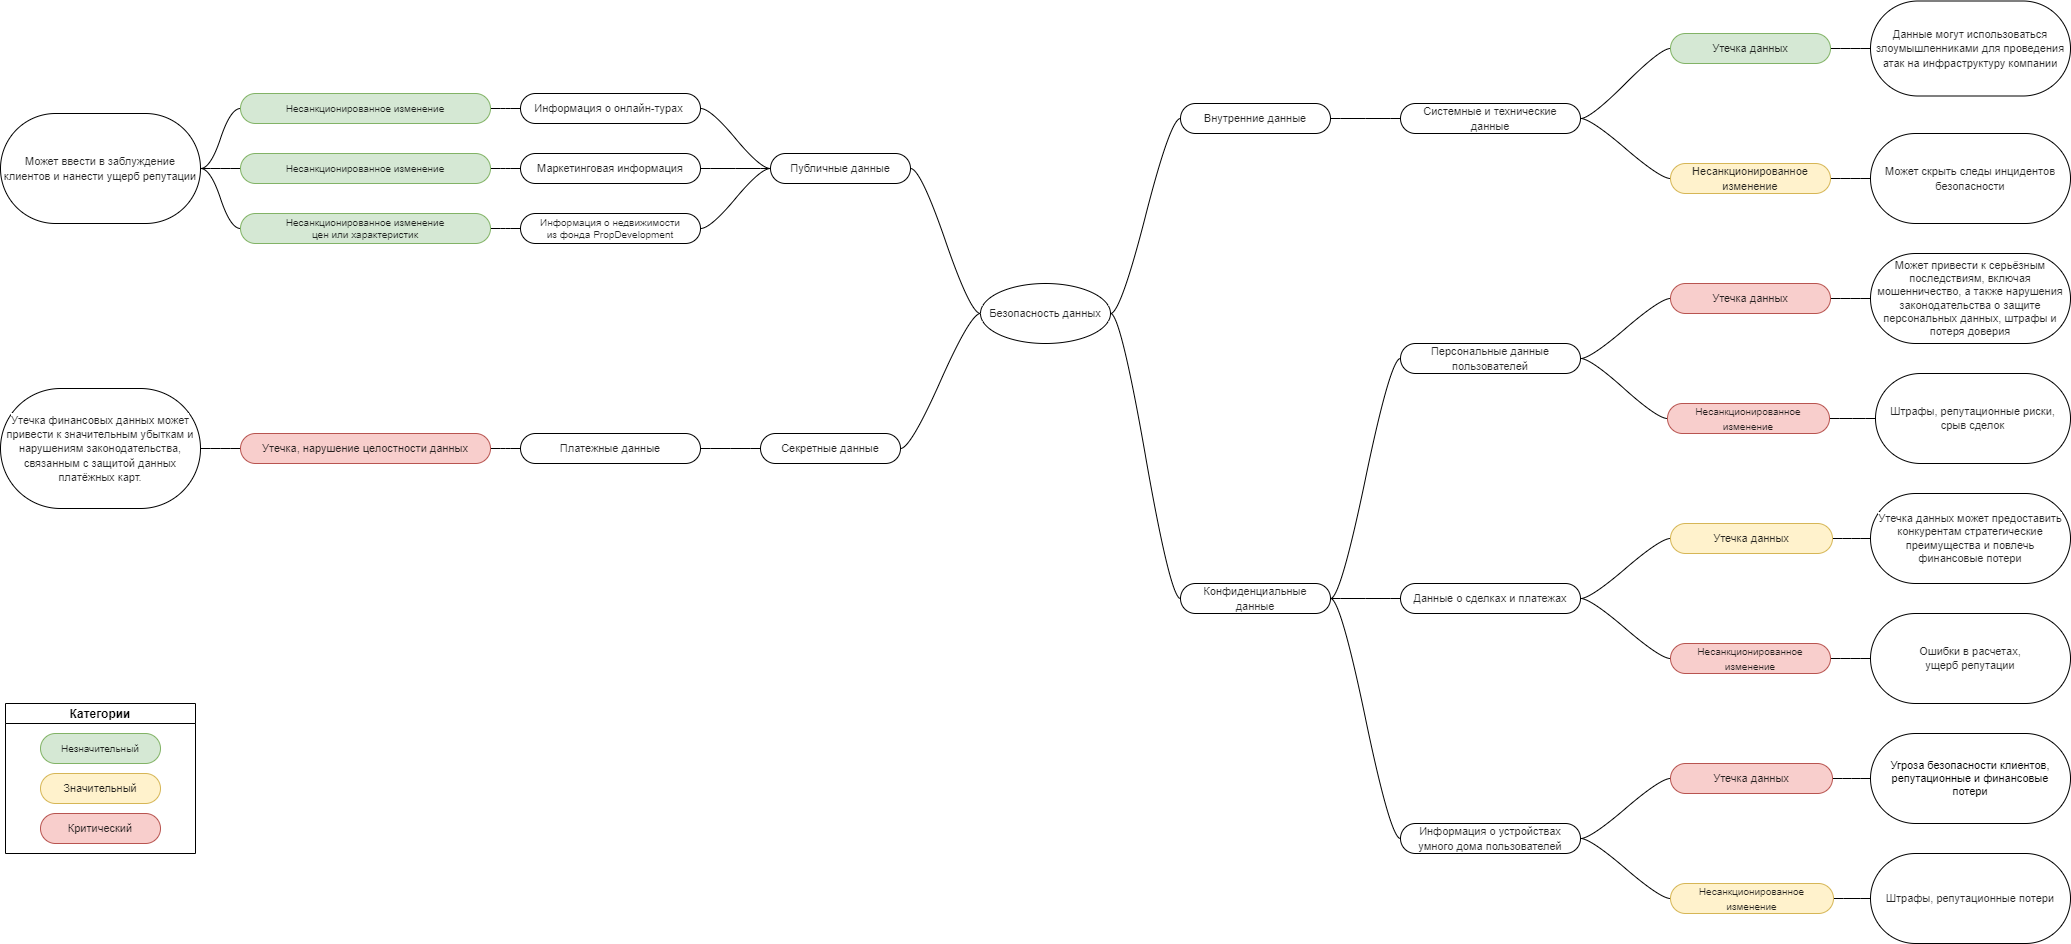 Может ввести в заблуждение
клиентов и нанести ущерб репутации
Несанкционированное изменение
Информация о онлайн-турах
Несанкционированное изменение
Маркетинговая информация
Несанкционированное изменение
цен или характеристик
Информация о недвижимости
из фонда PropDevelopment
Публичные данные
Утечка финансовых данных может
привести к значительным убыткам и
нарушениям законодательства,
связанным с защитой данных
платёжных карт.
Утечка, нарушение целостности данных
Платежные данные
Секретные данные
Безопасность данных
Внутренние данные
Системные и технические
данные
Утечка данных
Данные могут использоваться
злоумышленниками для проведения
атак на инфраструктуру компании
Несанкционированное
изменение
Может скрыть следы инцидентов
безопасности
Конфиденциальные
данные
Персональные данные
пользователей
Утечка данных
Может привести к серьёзным
последствиям, включая
мошенничество, а также нарушения
законодательства о защите
персональных данных, штрафы и
потеря доверия
Несанкционированное
изменение
Штрафы, репутационные риски,
срыв сделок
Данные о сделках и платежах
Утечка данных
Утечка данных может предоставить
конкурентам стратегические
преимущества и повлечь
финансовые потери
Несанкционированное
изменение
Ошибки в расчетах,
ущерб репутации
Информация о устройствах
умного дома пользователей
Утечка данных
Угроза безопасности клиентов,
репутационные и финансовые
потери
Несанкционированное
изменение
Штрафы, репутационные потери
Категории
Незначительный
Значительный
Критический